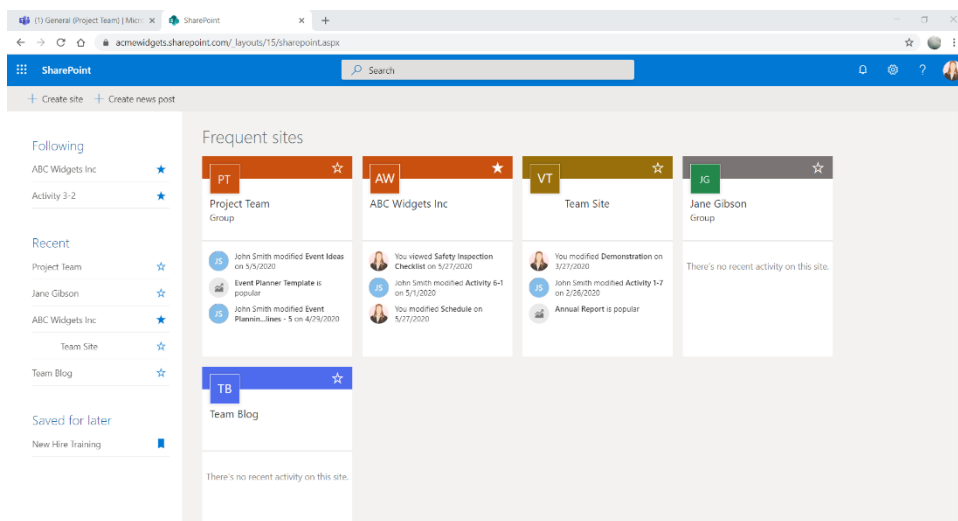 (1) General (Project Team) | Micro
SharePoint
acmewidgets.sharepoint.com/_layouts/15/sharepoint.aspx
SharePoint
Search
Create site
Create news post
Following
ABC Widgets Inc
Activity 3-2
Recent
Project Team
Jane Gibson
ABC Widgets Inc
Team Site
Team Blog
Saved for later
New Hire Training
Frequent sites
PT
Project Team
Group
JS
John Smith modified Event Ideas
on 5/5/2020
Event Planner Template is
popular
JS
John Smith modified Event
Plannin...lines - 5 on 4/29/2020
AW
ABC Widgets Inc
You viewed Safety Inspection
Checklist on 5/27/2020
JS
John Smith modified Activity 6-1
on 5/1/2020
You modified Schedule on
5/27/2020
VT
Team Site
You modified Demonstration on
3/27/2020
JS
John Smith modified Activity 1-7
on 2/26/2020
Annual Report is popular
JG
Jane Gibson
Group
There's no recent activity on this site.
TB
Team Blog
There's no recent activity on this site.